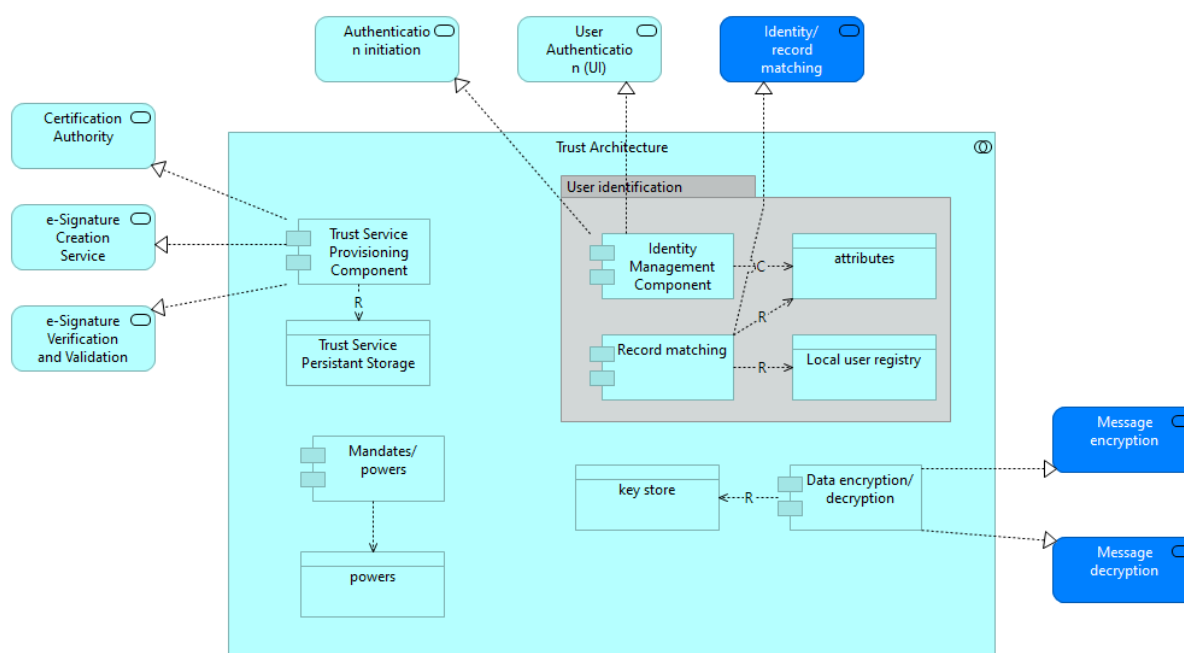 Authenticatio
n initiation
User
Authenticatio
n (UI)
Identity/
record
matching
Certification
Authority
e-Signature
Creation
Service
e-Signature
Verification
and Validation
Trust Architecture
User identification
Trust Service
Provisioning
Component
R
Trust Service
Persistant Storage
Identity
Management
Component
C
attributes
R
Record matching
R
Local user registry
Mandates/
powers
powers
key store
R
Data encryption/
decryption
Message
encryption
Message
decryption